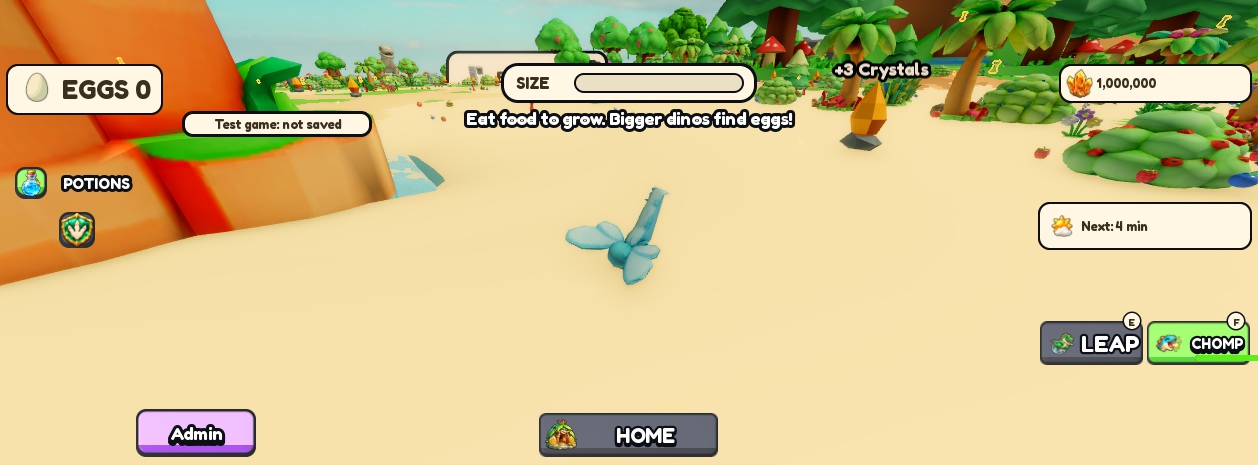 EGGS 0
SIZE
+3 Crystals
1,000,000
Test game: not saved
Eat food to grow. Bigger dinos find eggs!
POTIONS
Next: 4 min
E
F
LEAP
CHOMP
Admin
HOME